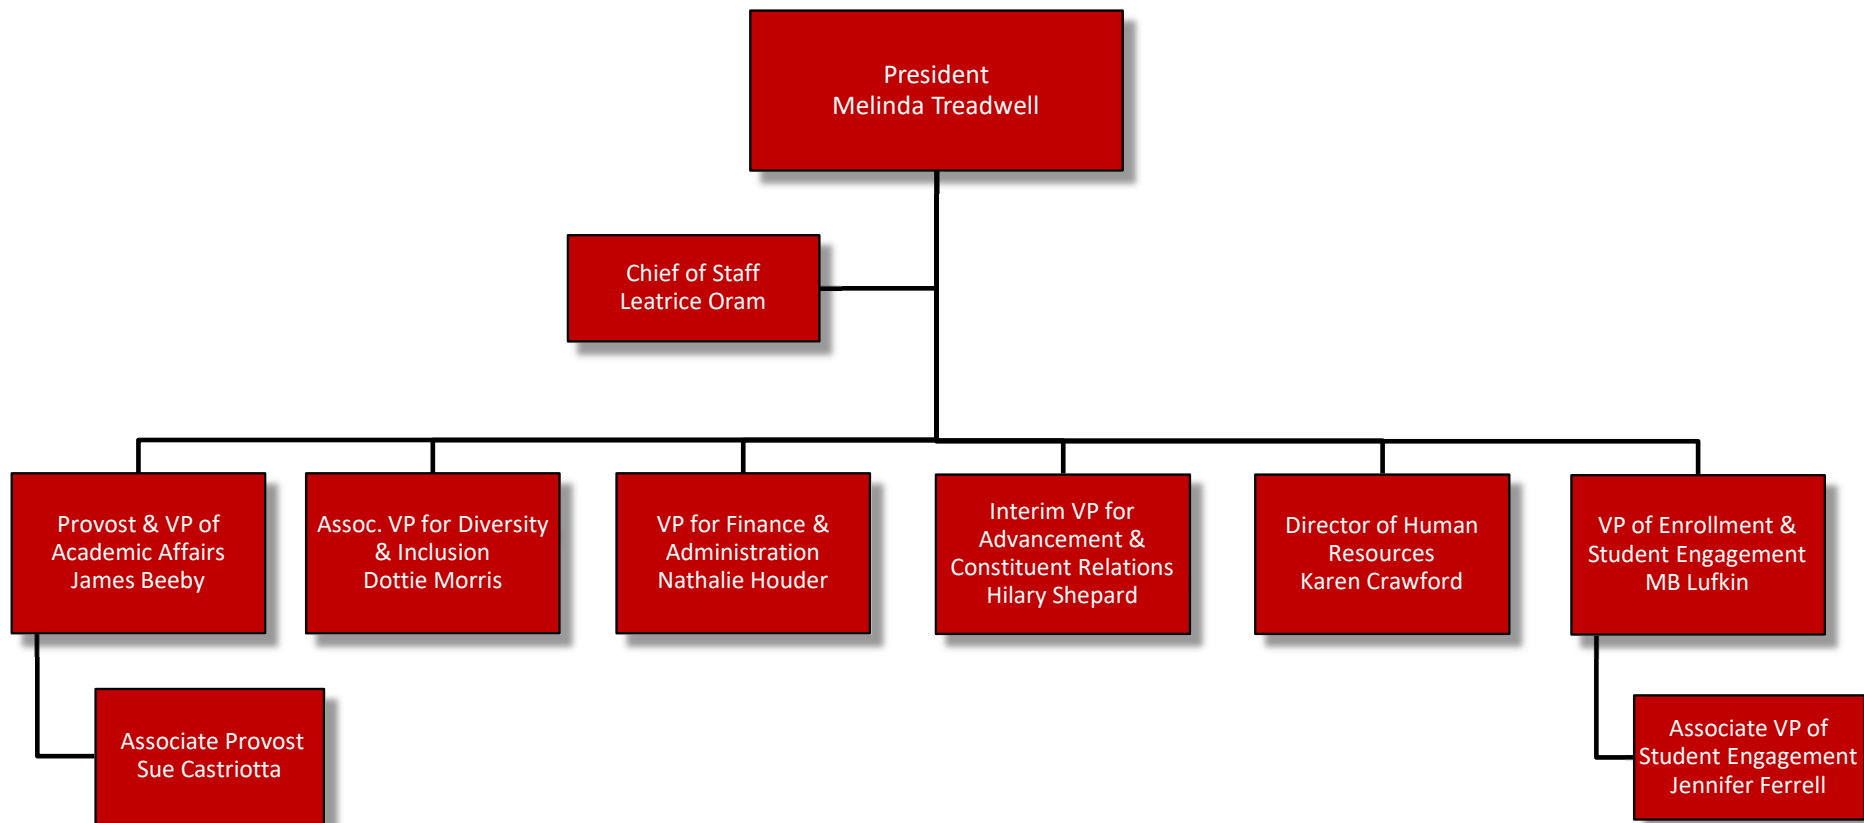 President
Melinda Treadwell
Chief of Staff
Leatrice Oram
Provost & VP of
Academic Affairs
James Beeby
Assoc. VP for Diversity
& Inclusion
Dottie Morris
VP for Finance &
Administration
Nathalie Houder
Interim VP for
Advancement &
Constituent Relations
Hilary Shepard
Director of Human
Resources
Karen Crawford
VP of Enrollment &
Student Engagement
MB Lufkin
Associate Provost
Sue Castriotta
Associate VP of
Student Engagement
Jennifer Ferrell